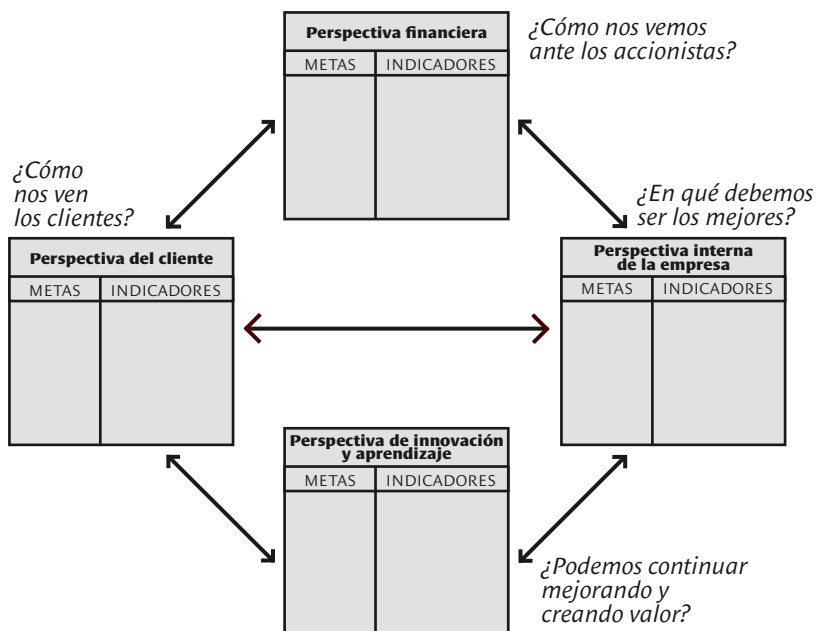 Perspectiva financiera
METAS INDICADORES
¿Cómo nos vemos
ante los accionistas?
¿Cómo
nos ven
los clientes?
Perspectiva del cliente
METAS INDICADORES
¿En qué debemos
ser los mejores?
Perspectiva interna
de la empresa
METAS INDICADORES
Perspectiva de innovación
y aprendizaje
METAS INDICADORES
¿Podemos continuar
mejorando y
creando valor?